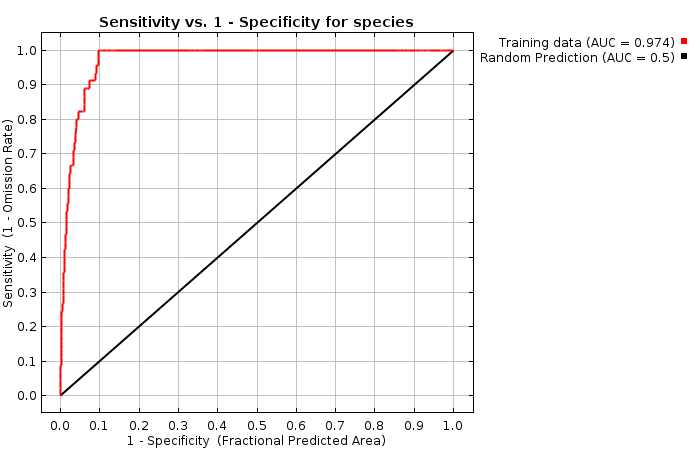 Sensitivity vs. 1 - Specificity for species
Training data (AUC = 0.974)
Random Prediction (AUC = 0.5)
Sensitivity (1 - Omission Rate)
1.0
0.9
0.8
0.7
0.6
0.5
0.4
0.3
0.2
0.1
0.0
0.0 0.1 0.2 0.3 0.4 0.5 0.6 0.7 0.8 0.9 1.0
1 - Specificity (Fractional Predicted Area)